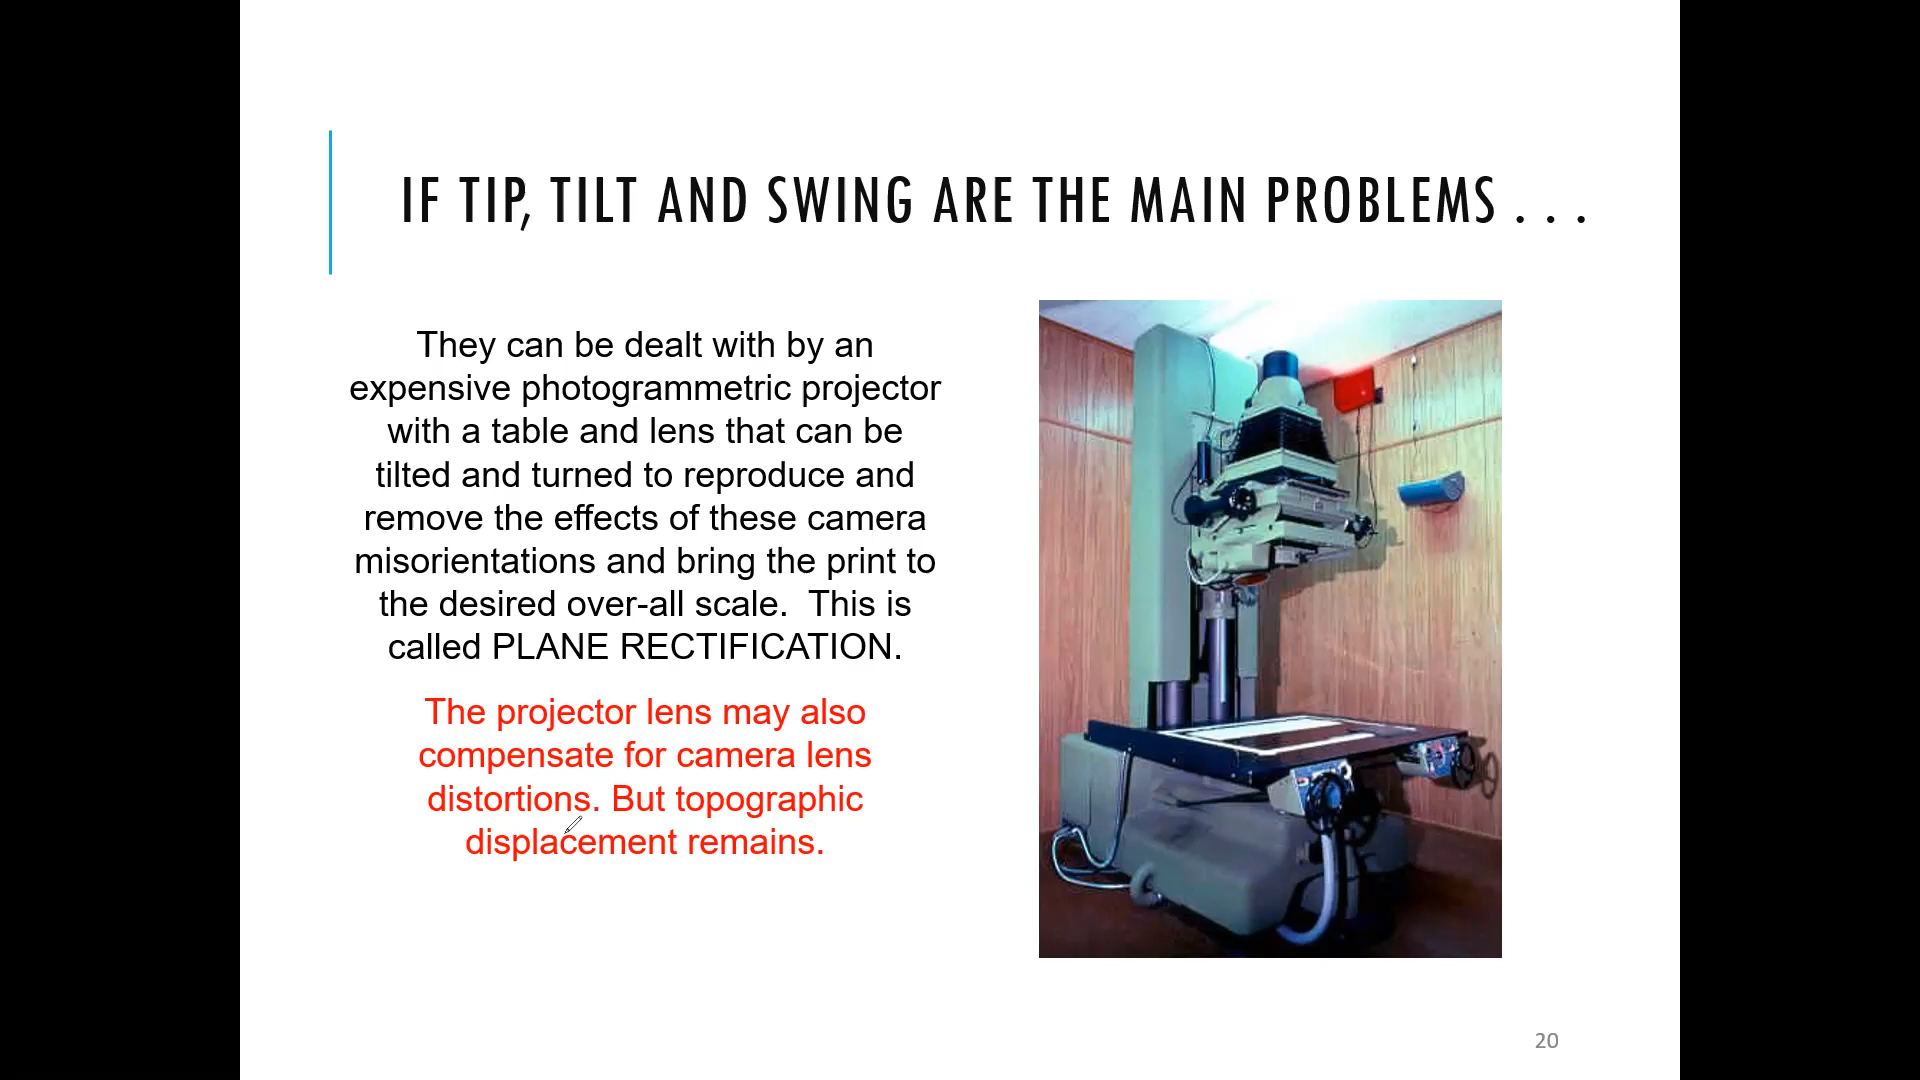 IF TIP, TILT AND SWING ARE THE MAIN PROBLEMS . . .
They can be dealt with by an
expensive photogrammetric projector
with a table and lens that can be
tilted and turned to reproduce and
remove the effects of these camera
misorientations and bring the print to
the desired over-all scale.  This is
called PLANE RECTIFICATION.
The projector lens may also
compensate for camera lens
distortions. But topographic
displacement remains.
20